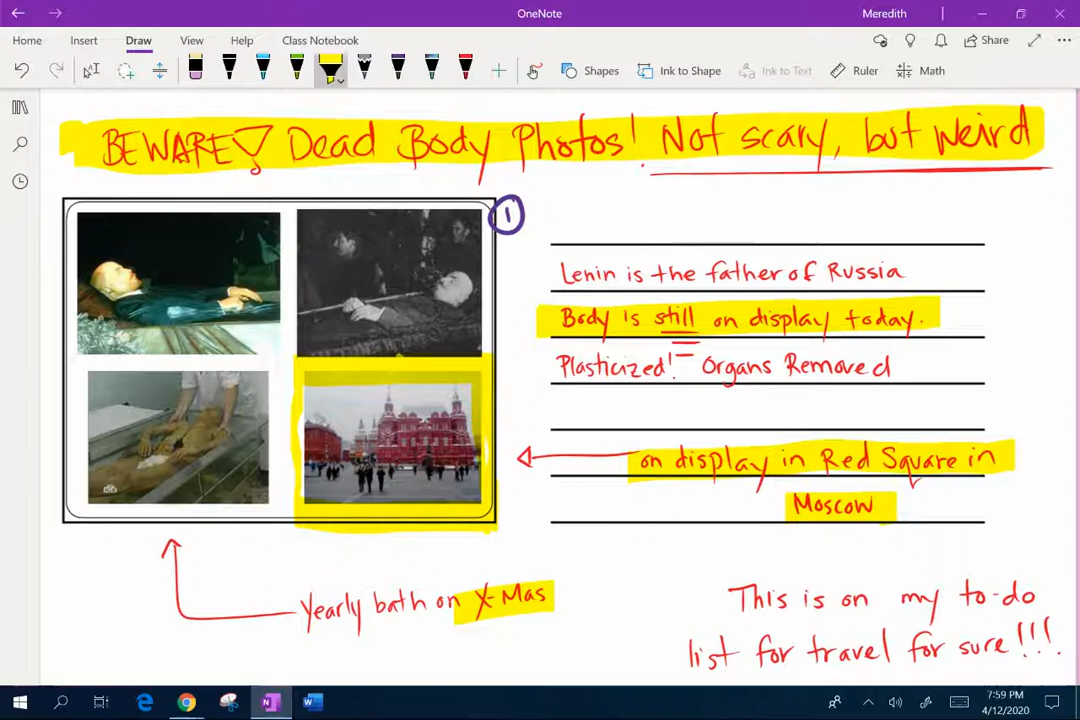 OneNote
Meredith
Home Insert Draw View Help Class Notebook
Share
Shapes Ink to Shape Ink to Text Ruler Math
BEWARE! Dead Body Photos! Not scary, but weird
1
Lenin is the father of Russia
Body is still on display today.
Plasticized! - Organs Removed
on display in Red Square in
Moscow
Yearly bath on X-Mas
This is on my to-do
list for travel for sure!!!
7:59 PM
4/12/2020